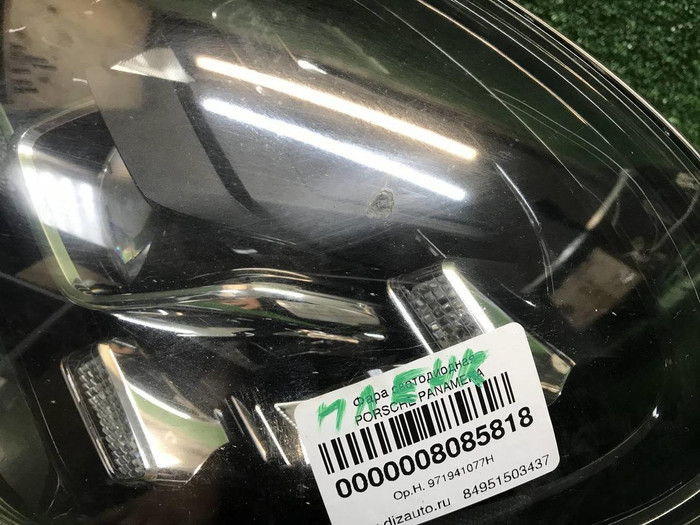 Фара светодиодная
PORSCHE PANAMERA
0000008085818
Ор.Н. 971941077H
.dizauto.ru 84951503437